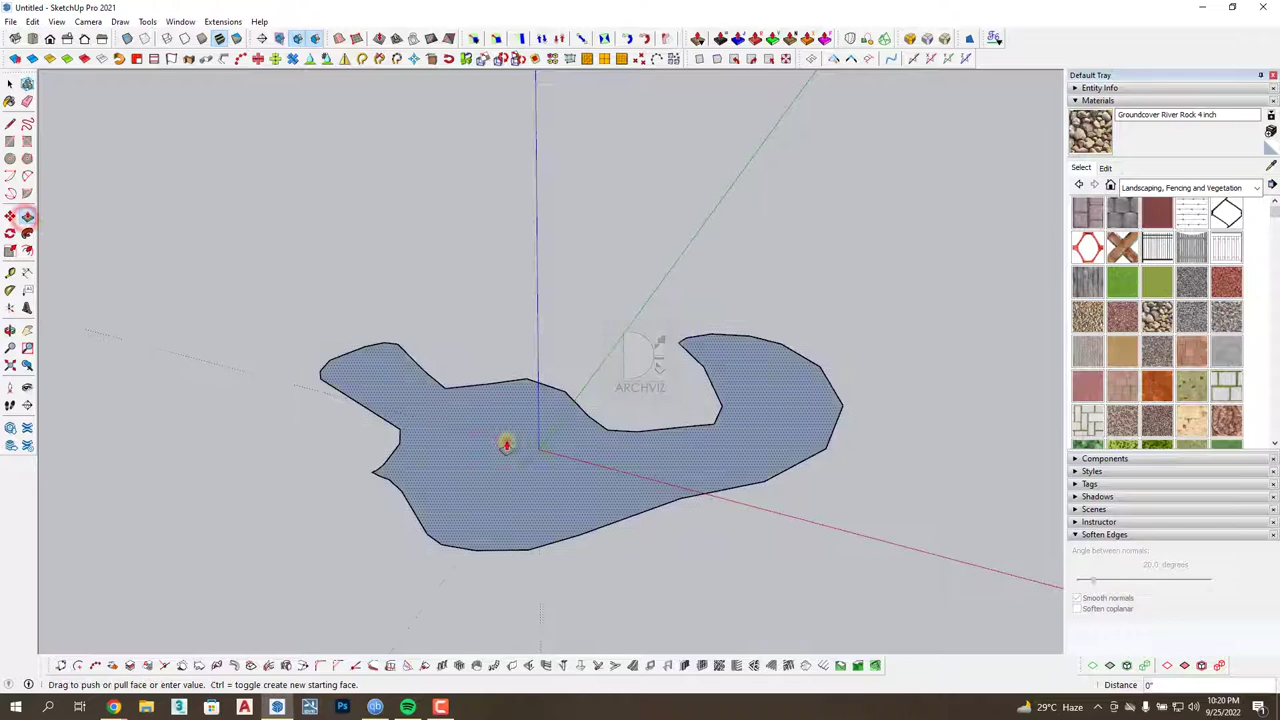 Untitled - SketchUp Pro 2021
File Edit View Camera Draw Tools Window Extensions Help
Default Tray
Entity Info
Materials
Groundcover River Rock 4 inch
Select Edit
Landscaping, Fencing and Vegetation
ARCHVIZ
Components
Styles
Tags
Shadows
Scenes
Instructor
Soften Edges
Angle between normals:
20.0 degrees
Smooth normals
Soften coplanar
Drag to push or pull face or enter value. Ctrl = toggle create new starting face.
Distance 0"
29°C Haze
10:20 PM
9/25/2022